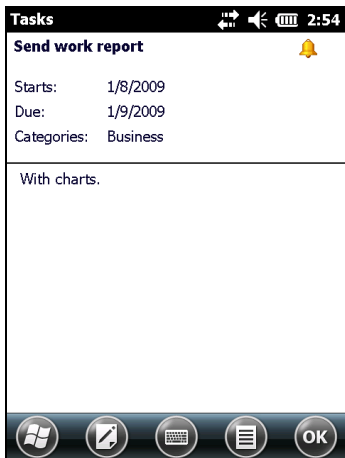 Tasks 2:54
Send work report
Starts: 1/8/2009
Due: 1/9/2009
Categories: Business
With charts.
OK